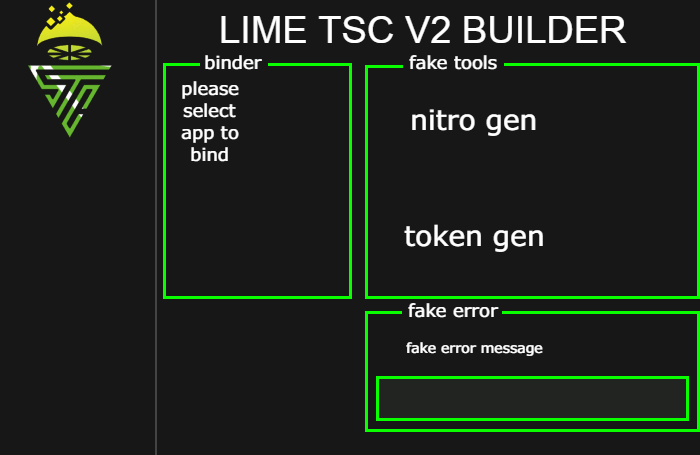 LIME TSC V2 BUILDER
binder
please
select
app to
bind
fake tools
nitro gen
token gen
fake error
fake error message